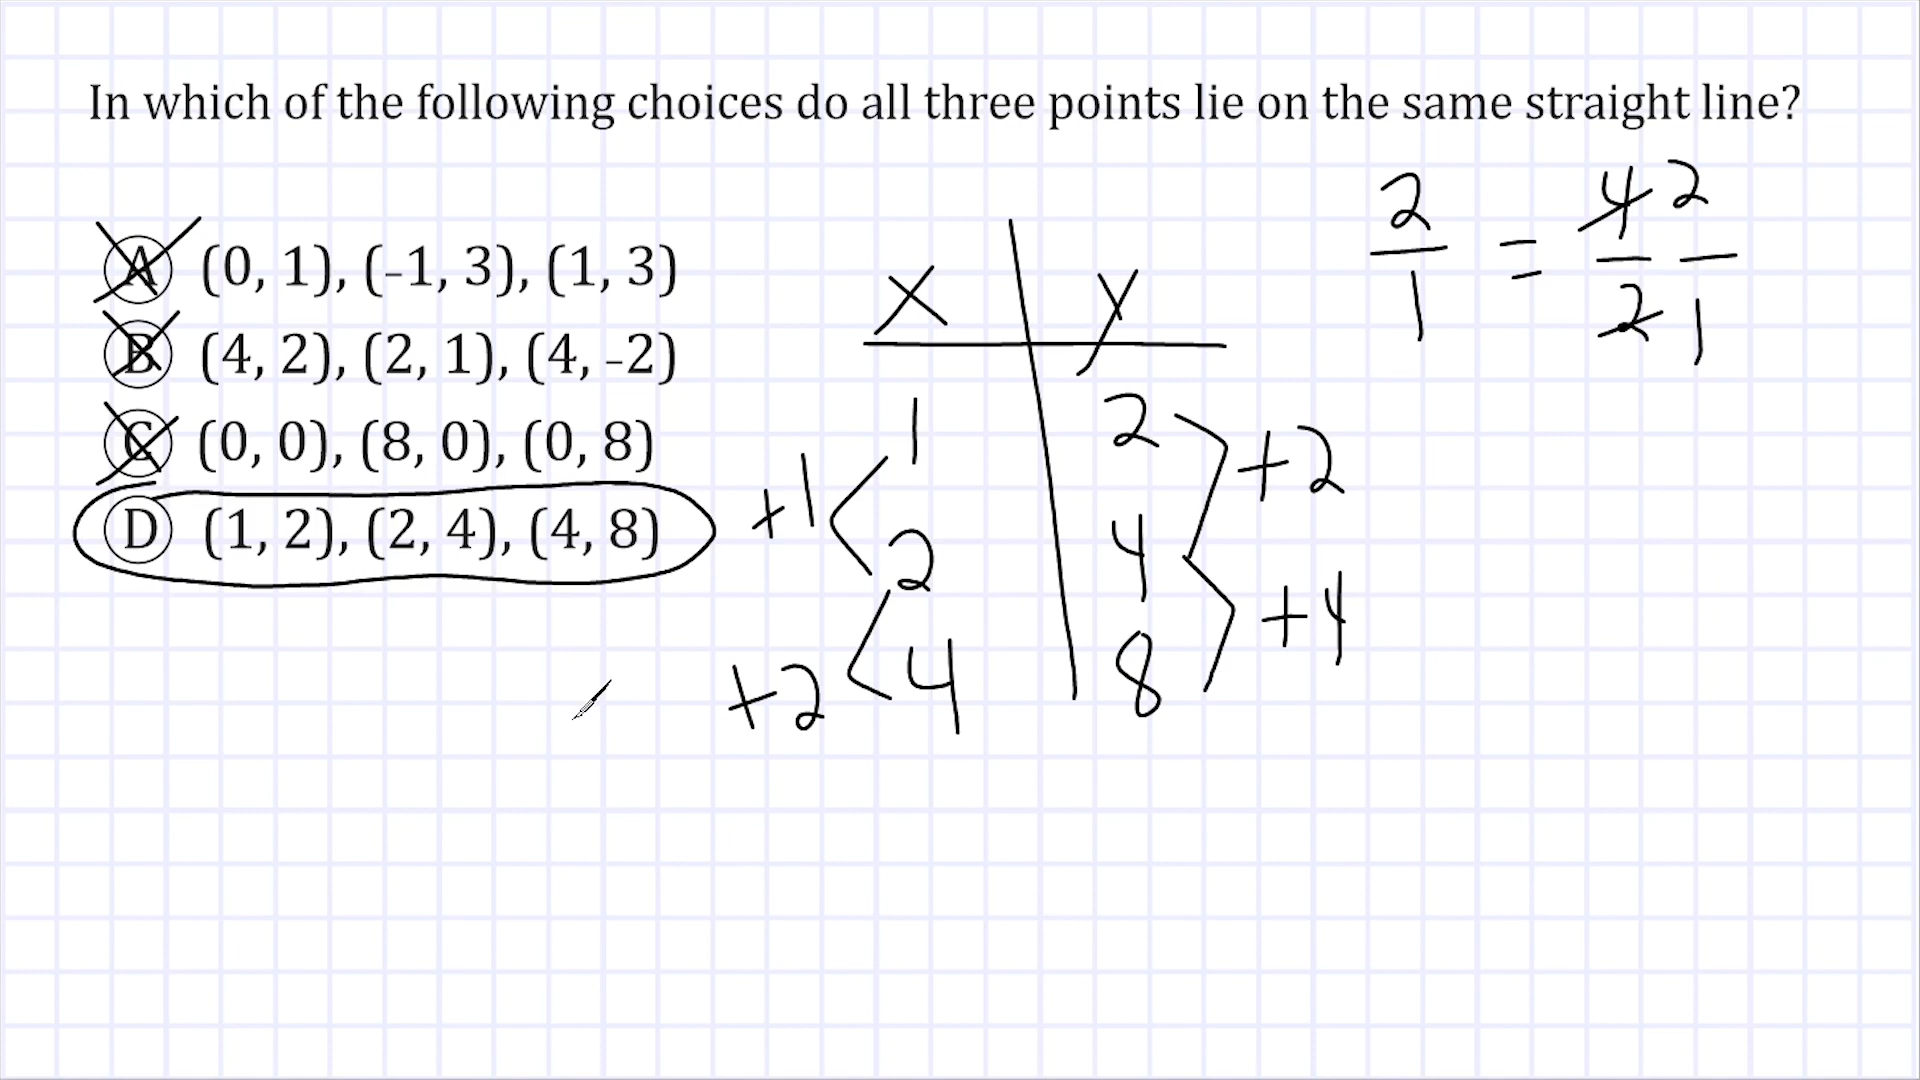 In which of the following choices do all three points lie on the same straight line?
A (0, 1), (-1, 3), (1, 3)
B (4, 2), (2, 1), (4, -2)
C (0, 0), (8, 0), (0, 8)
D (1, 2), (2, 4), (4, 8)
x y
1 2
+1 +2
2 4
+2 +4
4 8
2/1 = 4/2 2/1